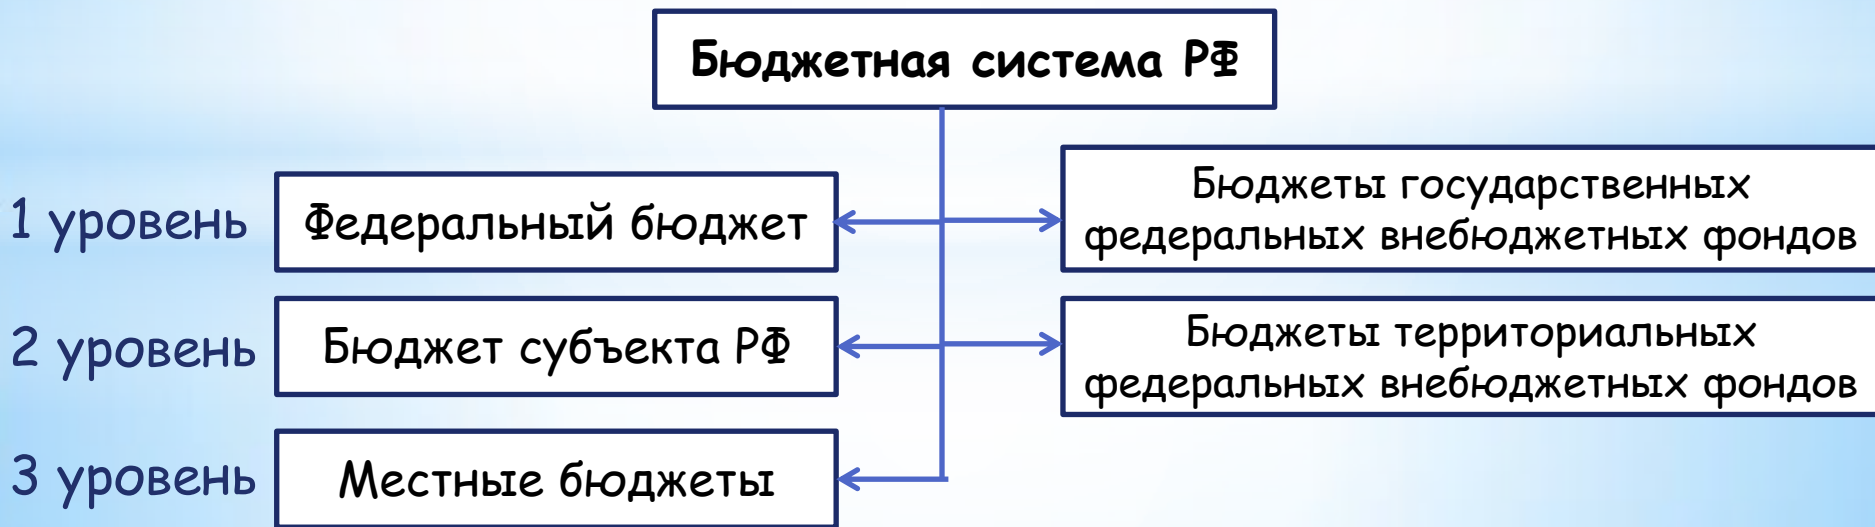 Бюджетная система РФ
1 уровень
Федеральный бюджет
Бюджеты государственных
федеральных внебюджетных фондов
2 уровень
Бюджет субъекта РФ
Бюджеты территориальных
федеральных внебюджетных фондов
3 уровень
Местные бюджеты